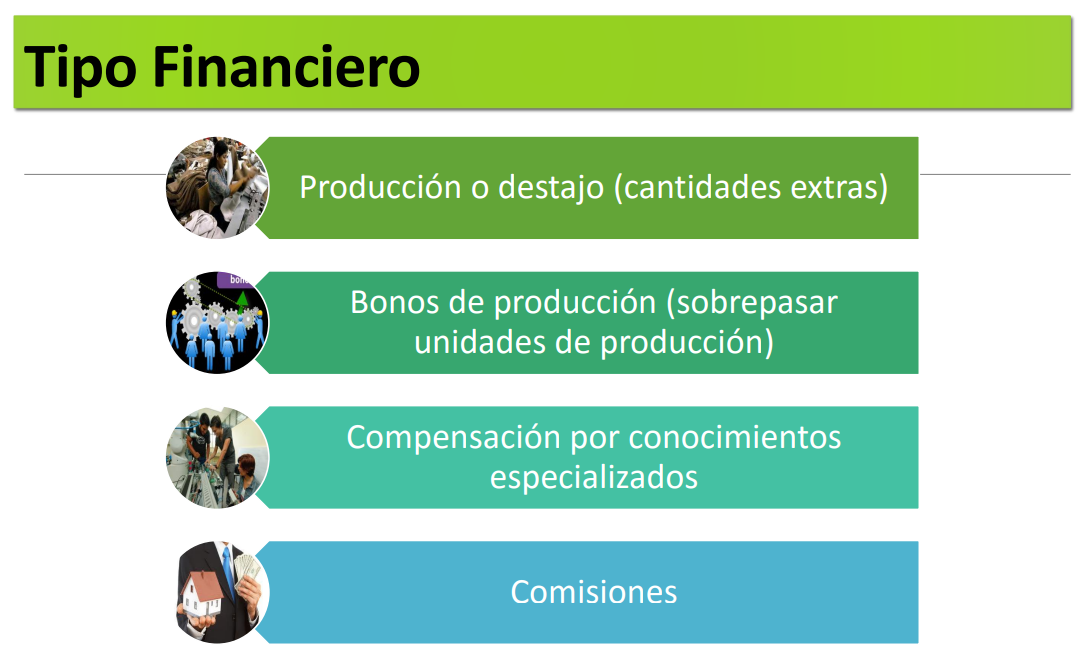 Tipo Financiero
Producción o destajo (cantidades extras)
Bonos de producción (sobrepasar
unidades de producción)
Compensación por conocimientos
especializados
Comisiones